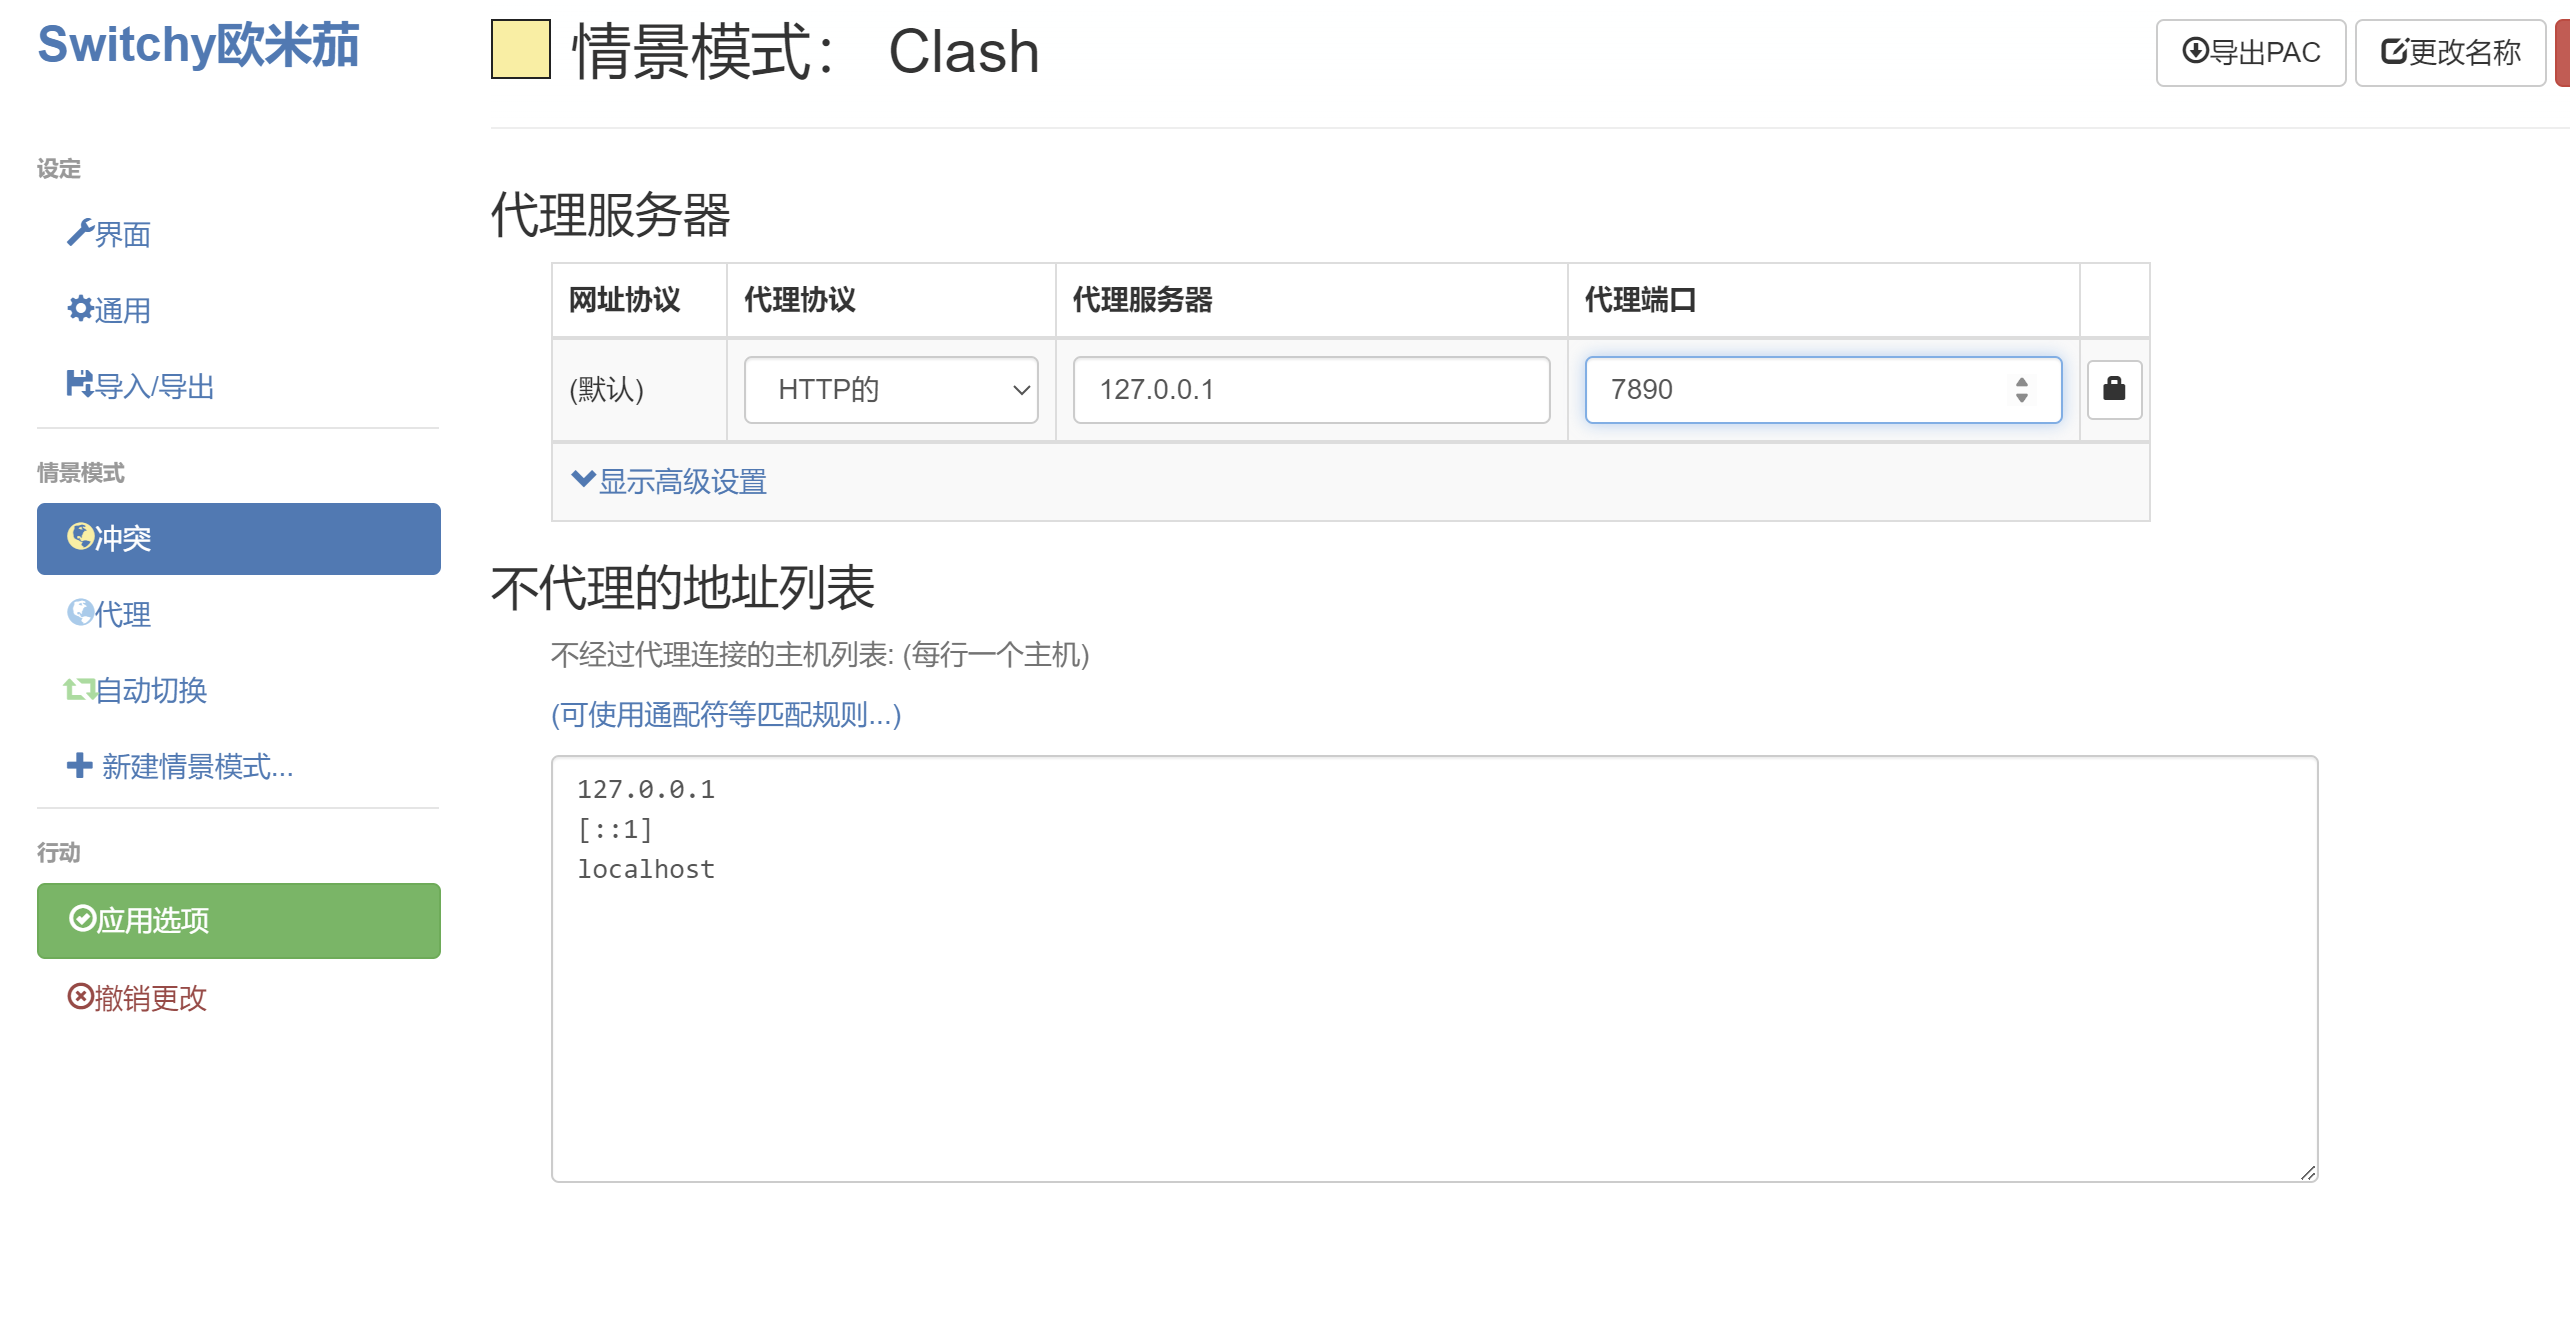 Switchy欧米茄
情景模式： Clash
导出PAC
更改名称
设定
界面
通用
导入/导出
情景模式
冲突
代理
自动切换
新建情景模式...
行动
应用选项
撤销更改
代理服务器
网址协议 代理协议 代理服务器 代理端口
(默认) HTTP的 127.0.0.1 7890
显示高级设置
不代理的地址列表
不经过代理连接的主机列表: (每行一个主机)
(可使用通配符等匹配规则...)
127.0.0.1
[::1]
localhost